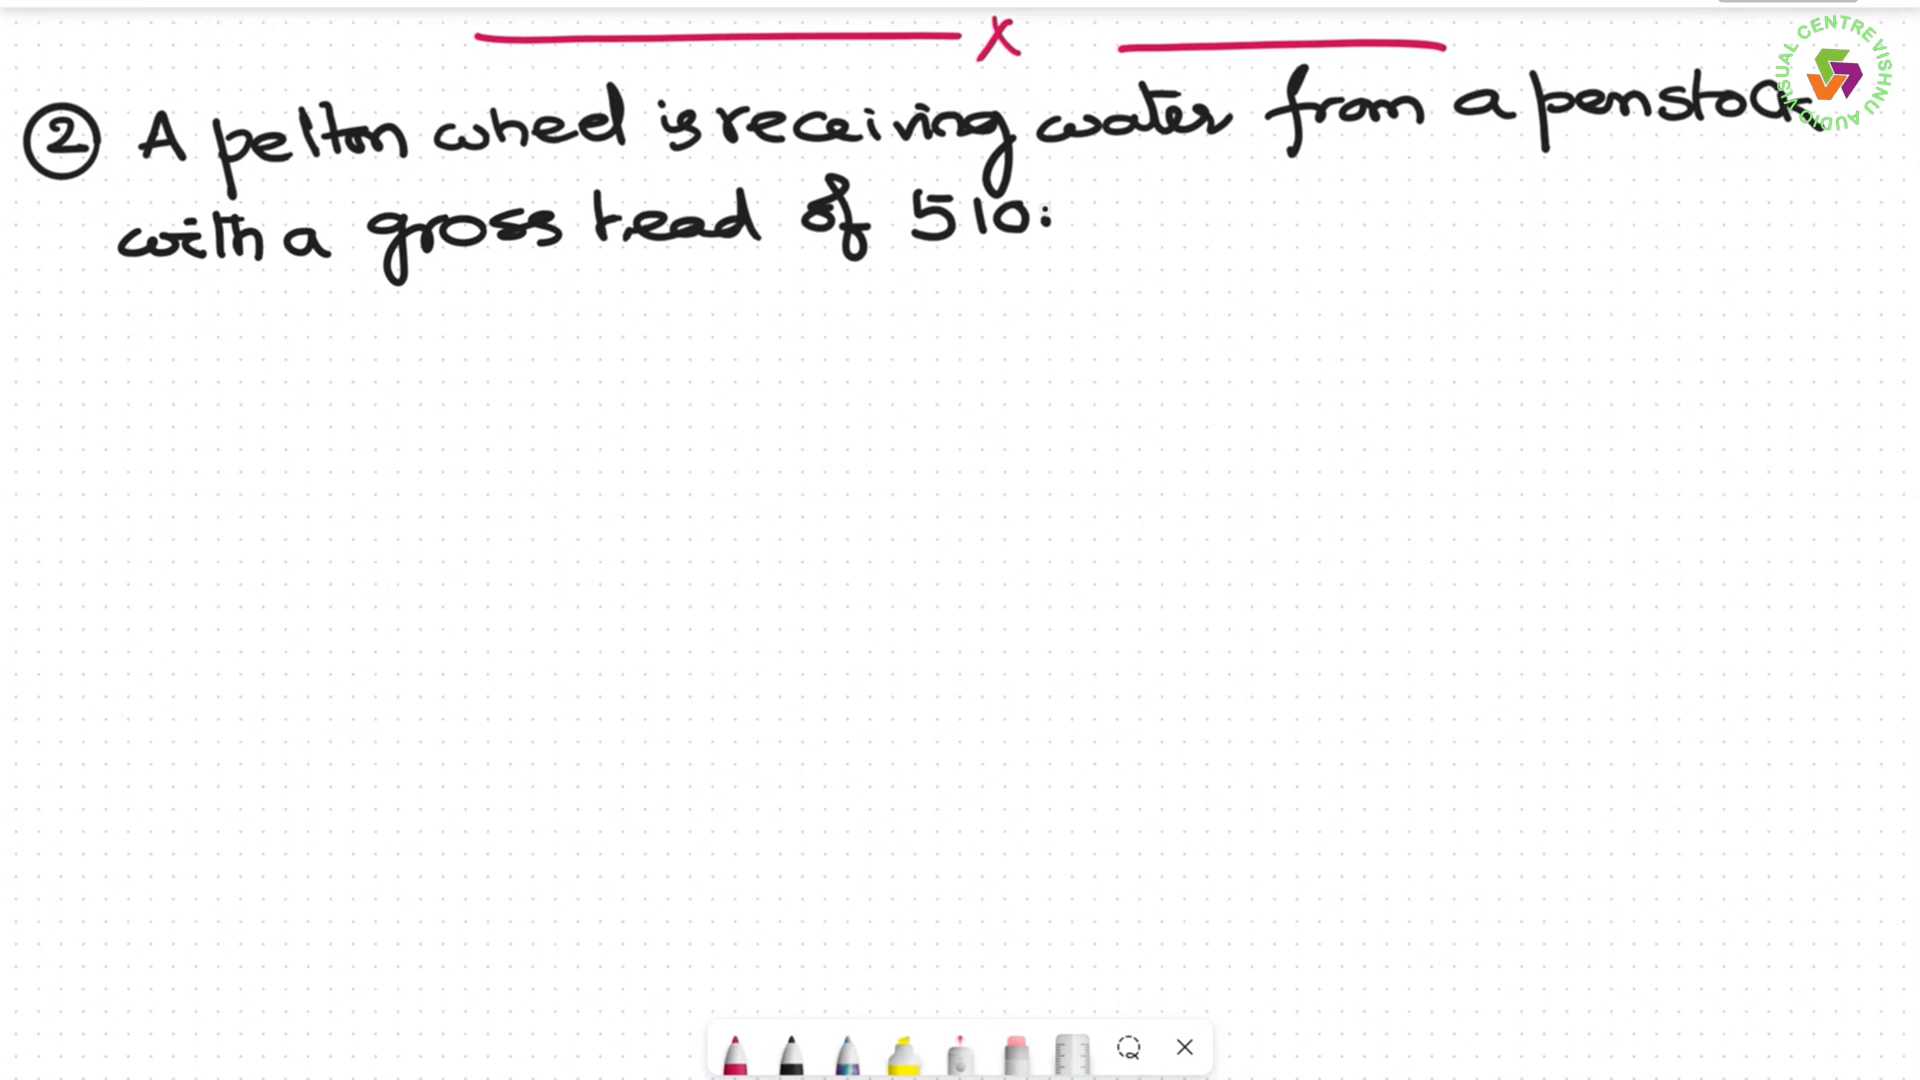 ② A pelton wheel is receiving water from a penstock
with a gross head of 510:
VISHNU AUDIO VISUAL CENTRE